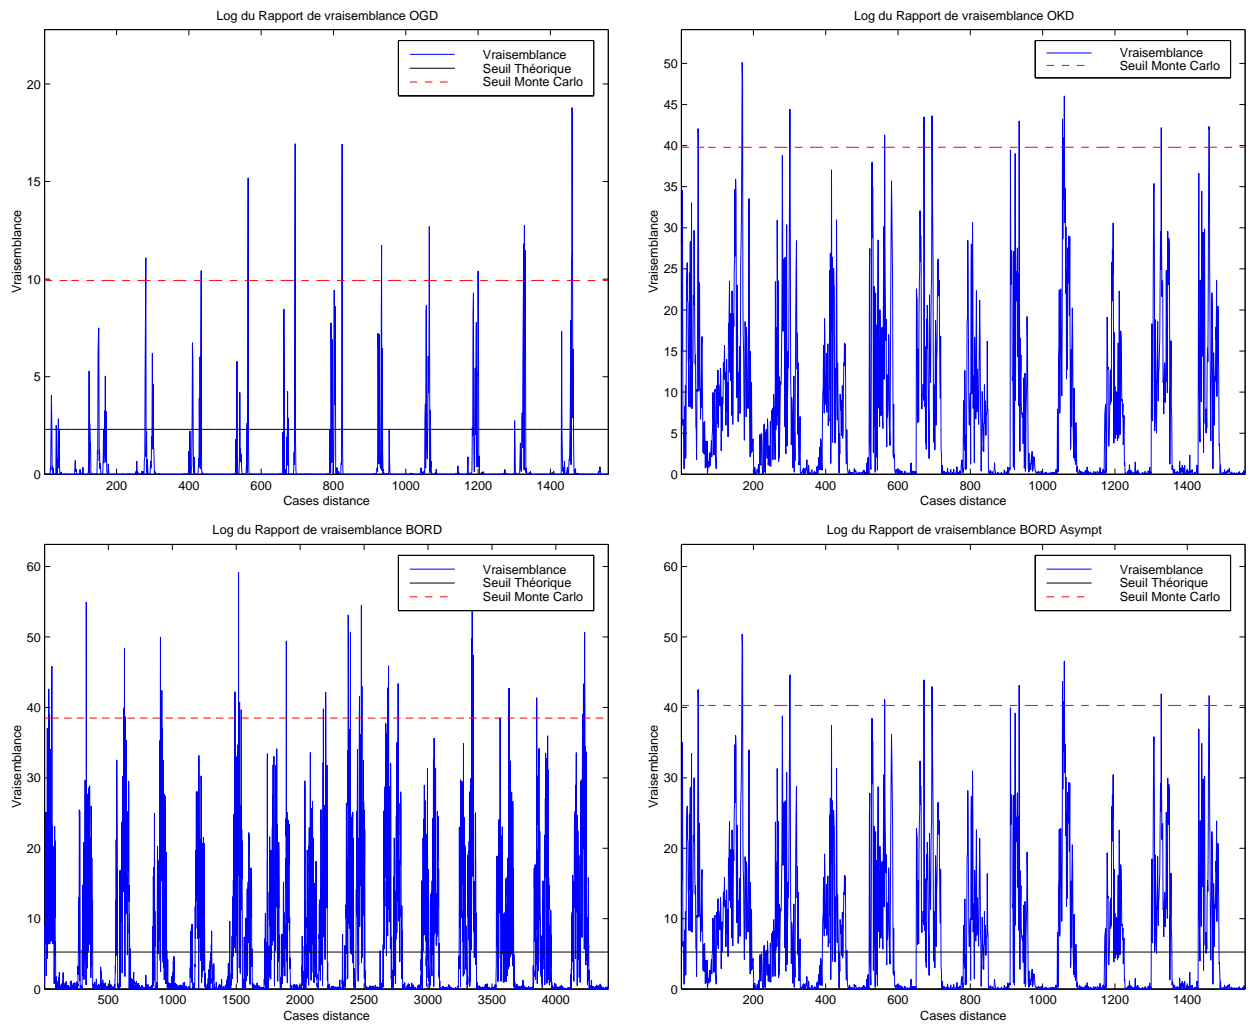 Log du Rapport de vraisemblance OGD
Vraisemblance
Seuil Théorique
Seuil Monte Carlo
20
15
10
5
0
Vraisemblance
200 400 600 800 1000 1200 1400
Cases distance
Log du Rapport de vraisemblance OKD
Vraisemblance
Seuil Monte Carlo
50
45
40
35
30
25
20
15
10
5
0
Vraisemblance
200 400 600 800 1000 1200 1400
Cases distance
Log du Rapport de vraisemblance BORD
Vraisemblance
Seuil Théorique
Seuil Monte Carlo
60
50
40
30
20
10
0
Vraisemblance
500 1000 1500 2000 2500 3000 3500 4000
Cases distance
Log du Rapport de vraisemblance BORD Asympt
Vraisemblance
Seuil Théorique
Seuil Monte Carlo
60
50
40
30
20
10
0
Vraisemblance
200 400 600 800 1000 1200 1400
Cases distance